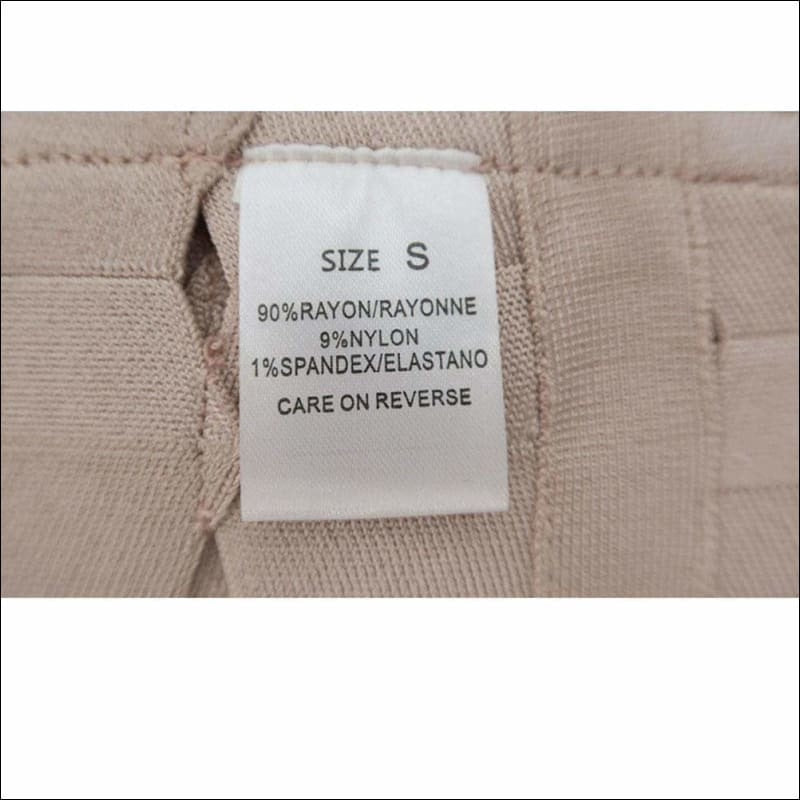 SIZE S
90%RAYON/RAYONNE
9%NYLON
1%SPANDEX/ELASTANO
CARE ON REVERSE